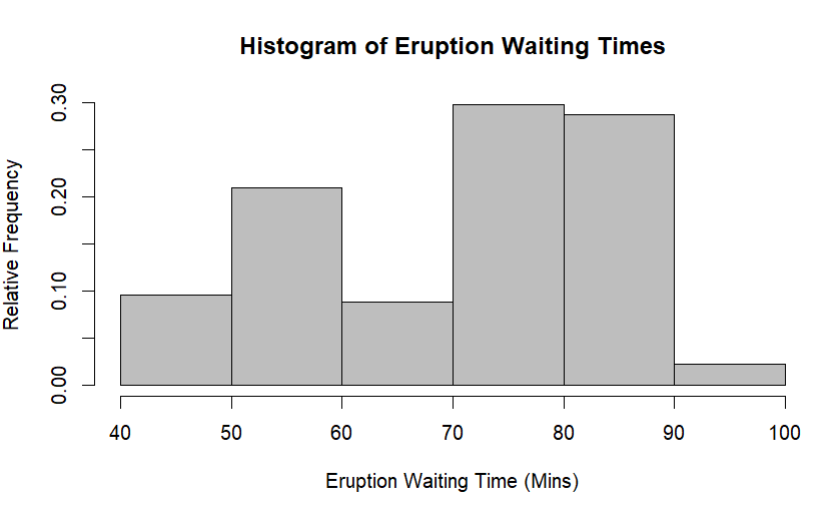 Histogram of Eruption Waiting Times
Relative Frequency
0.30
0.20
0.10
0.00
40 50 60 70 80 90 100
Eruption Waiting Time (Mins)